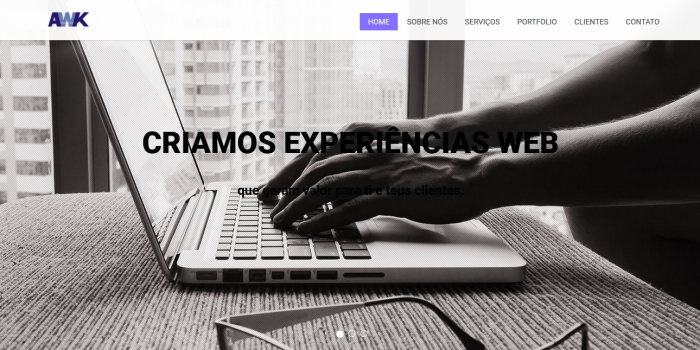 AWK
HOME SOBRE NÓS SERVIÇOS PORTFOLIO CLIENTES CONTATO
CRIAMOS EXPERIÊNCIAS WEB
que geram valor para ti e teus clientes.